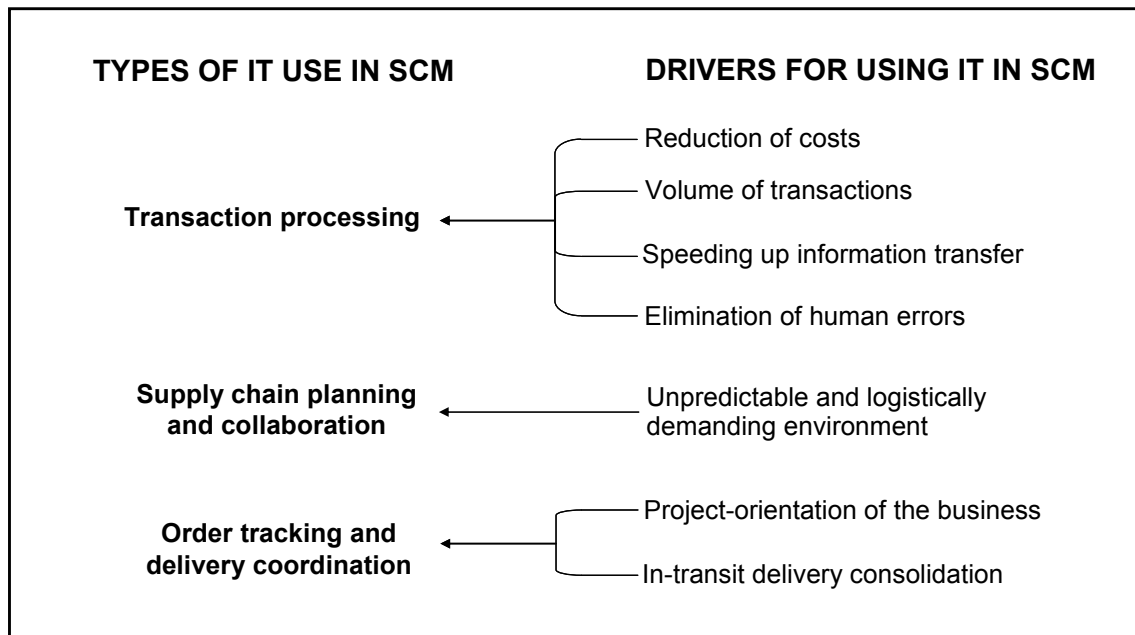 TYPES OF IT USE IN SCM
DRIVERS FOR USING IT IN SCM
Transaction processing
Reduction of costs
Volume of transactions
Speeding up information transfer
Elimination of human errors
Supply chain planning
and collaboration
Unpredictable and logistically
demanding environment
Order tracking and
delivery coordination
Project-orientation of the business
In-transit delivery consolidation